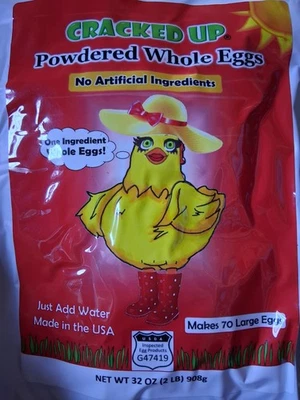 CRACKED UP®
Powdered Whole Eggs
No Artificial Ingredients
One Ingredient
Whole Eggs!
Just Add Water
Made in the USA
USDA
Inspected
Egg Products
G47419
Makes 70 Large Eggs
NET WT 32 OZ (2 LB) 908g